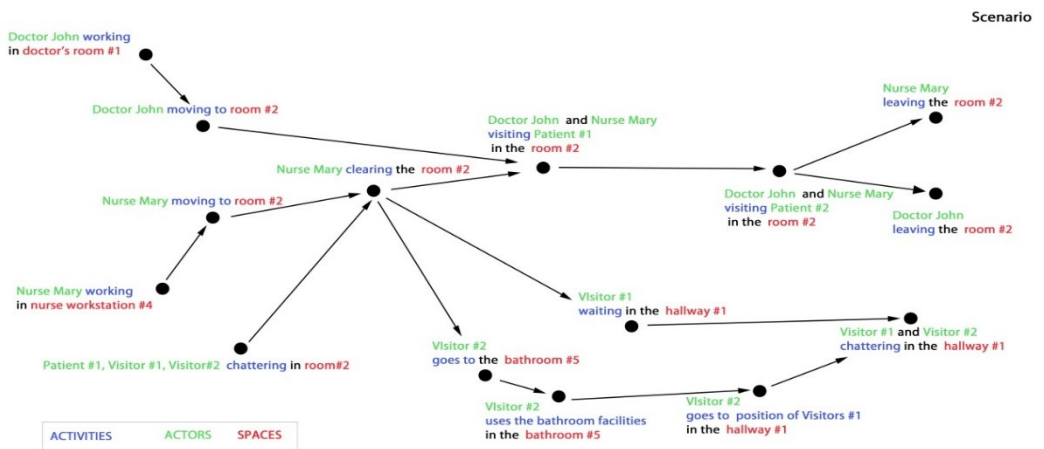 Scenario
Doctor John working
in doctor's room #1
Doctor John moving to room #2
Nurse Mary
leaving the room #2
Doctor John and Nurse Mary
visiting Patient #1
in the room #2
Nurse Mary clearing the room #2
Nurse Mary moving to room #2
Doctor John and Nurse Mary
visiting Patient #2
in the room #2
Doctor John
leaving the room #2
Nurse Mary working
in nurse workstation #4
VIsitor #1
waiting in the hallway #1
Visitor #1 and Visitor #2
chattering in the hallway #1
Patient #1, Visitor #1, Visitor#2 chattering in room#2
VIsitor #2
goes to the bathroom #5
VIsitor #2
uses the bathroom facilities
in the bathroom #5
VIsitor #2
goes to position of Visitors #1
in the hallway #1
ACTIVITIES ACTORS SPACES